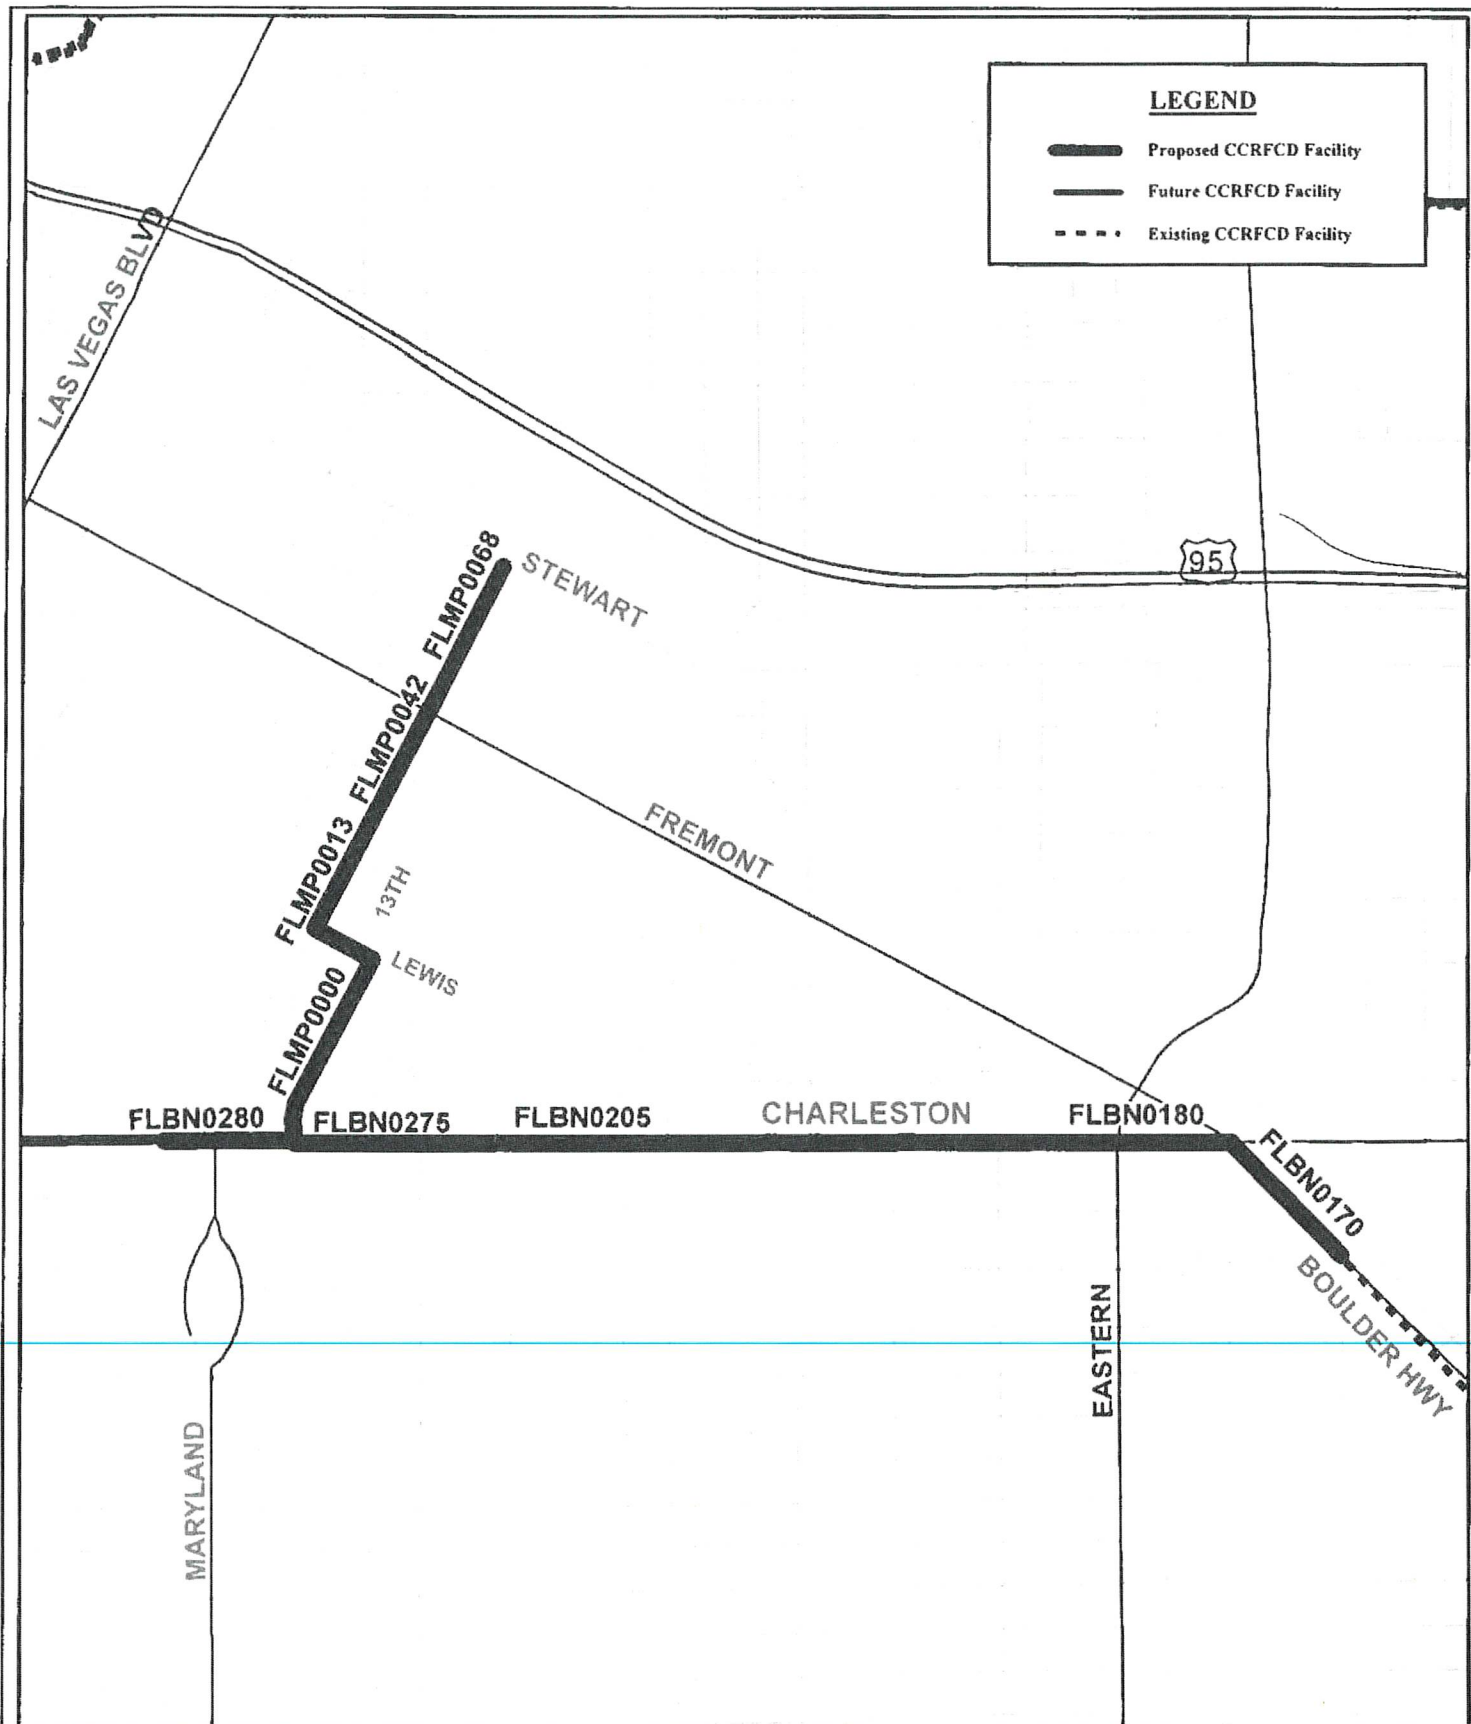 LEGEND
Proposed CCRFCD Facility
Future CCRFCD Facility
Existing CCRFCD Facility
LAS VEGAS BLVD
95
STEWART
FLMP0068
FLMP0042
FREMONT
FLMP0013
13TH
LEWIS
FLMP0000
FLBN0280
FLBN0275
FLBN0205
CHARLESTON
FLBN0180
FLBN0170
BOULDER HWY
EASTERN
MARYLAND